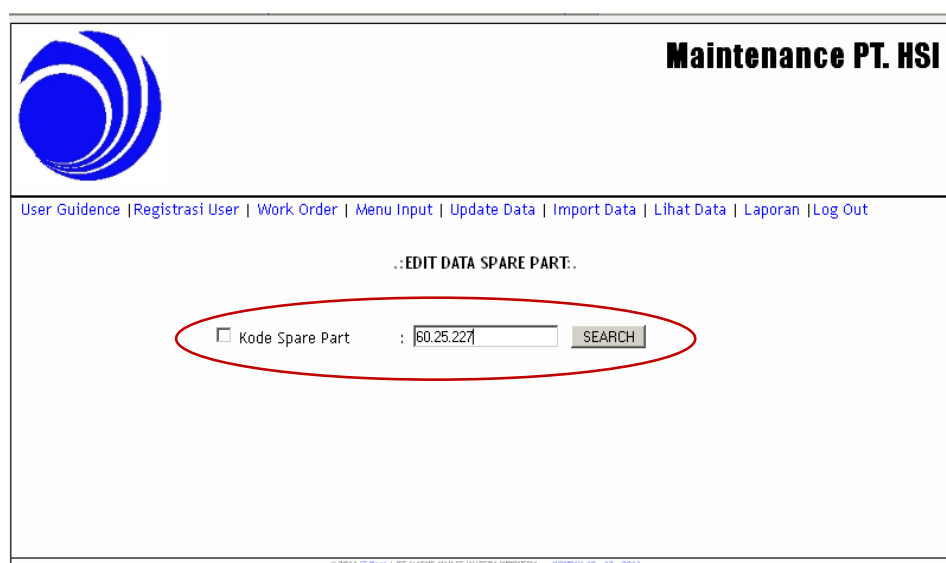 Maintenance PT. HSI
User Guidence |Registrasi User | Work Order | Menu Input | Update Data | Import Data | Lihat Data | Laporan |Log Out
.:EDIT DATA SPARE PART:.
Kode Spare Part : 60.25.227 SEARCH